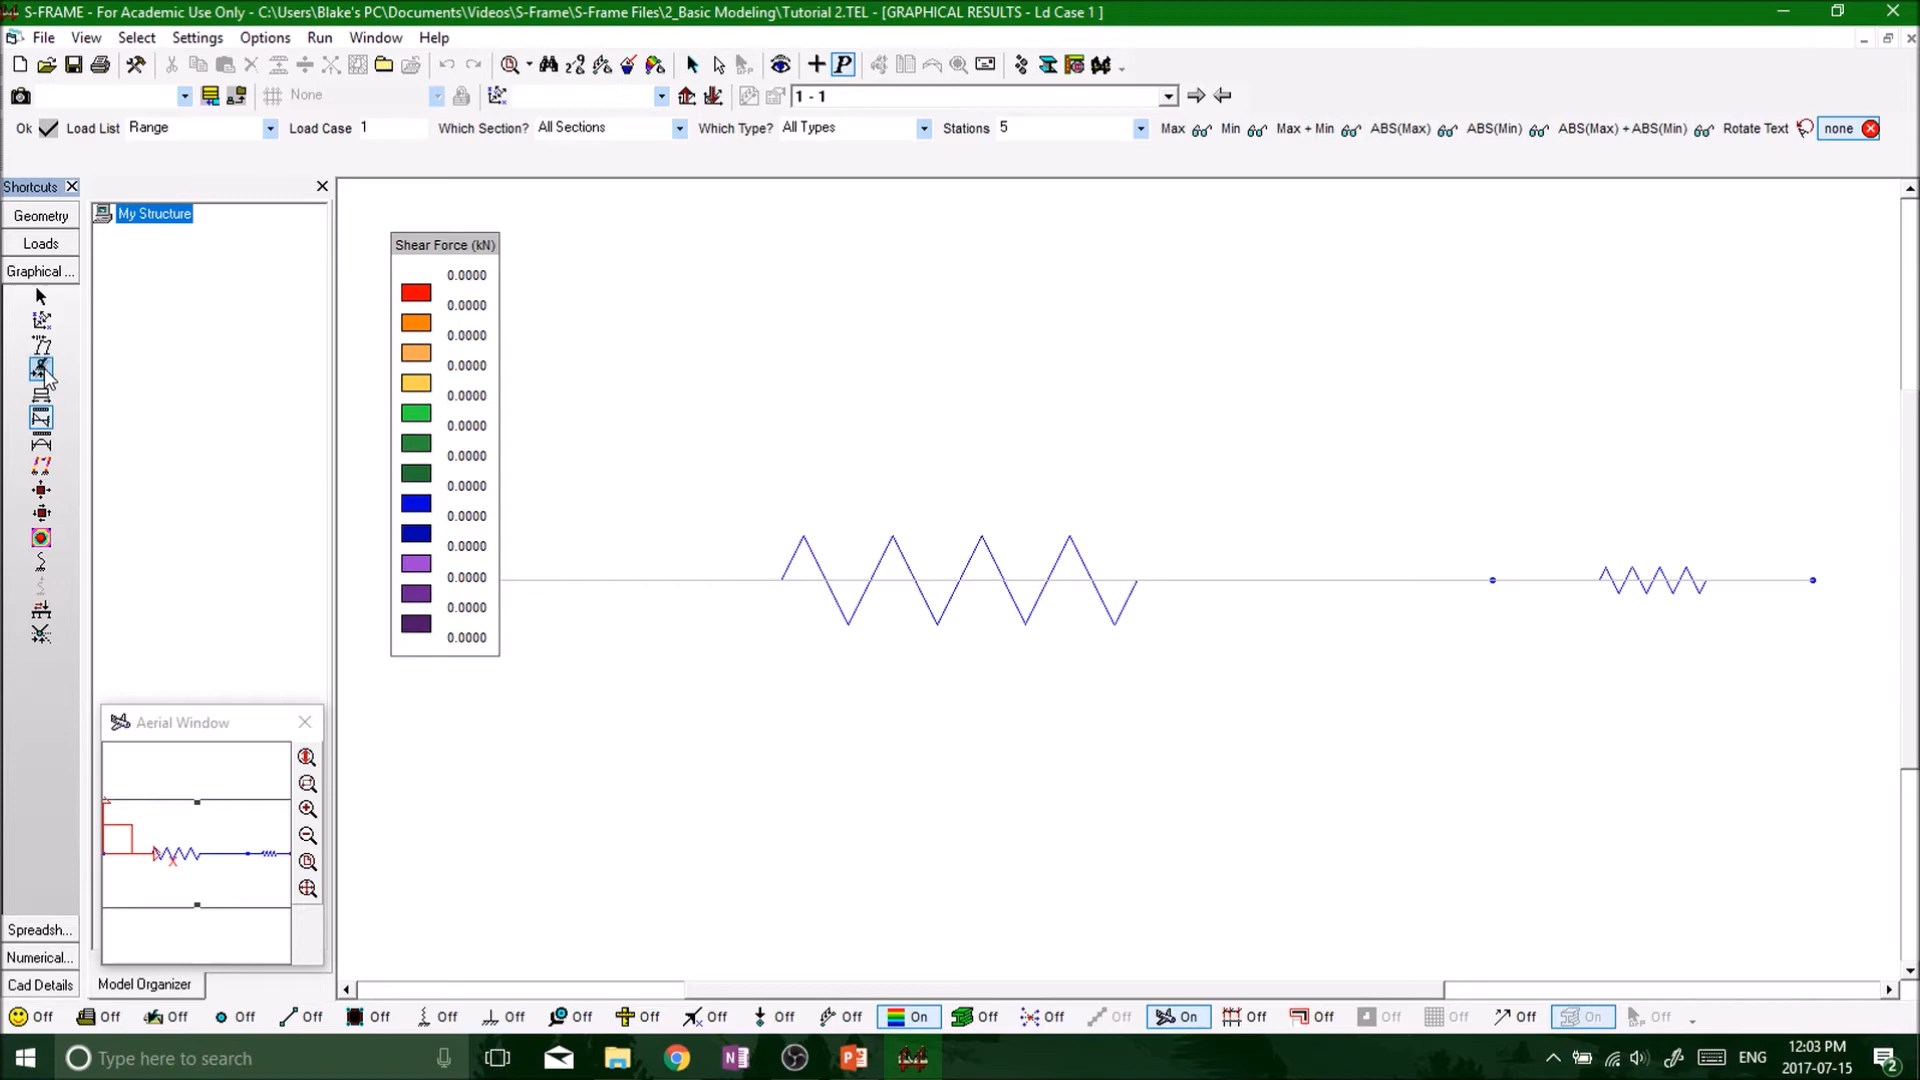 S-FRAME - For Academic Use Only - C:\Users\Blake's PC\Documents\Videos\S-Frame\S-Frame Files\2_Basic Modeling\Tutorial 2.TEL - [GRAPHICAL RESULTS - Ld Case 1 ]
File View Select Settings Options Run Window Help
P
None 1 - 1
Ok Load List Range Load Case 1 Which Section? All Sections Which Type? All Types Stations 5 Max Min Max + Min ABS(Max) ABS(Min) ABS(Max) + ABS(Min) Rotate Text none
Shortcuts
Geometry
Loads
Graphical ...
My Structure
Shear Force (kN)
0.0000
0.0000
0.0000
0.0000
0.0000
0.0000
0.0000
0.0000
0.0000
0.0000
0.0000
0.0000
0.0000
Aerial Window
X
Spreadsh...
Numerical...
Cad Details
Model Organizer
Off Off Off Off Off Off Off Off Off Off Off Off Off On Off Off Off On Off Off Off Off Off On Off
Type here to search
ENG
12:03 PM
2017-07-15
2